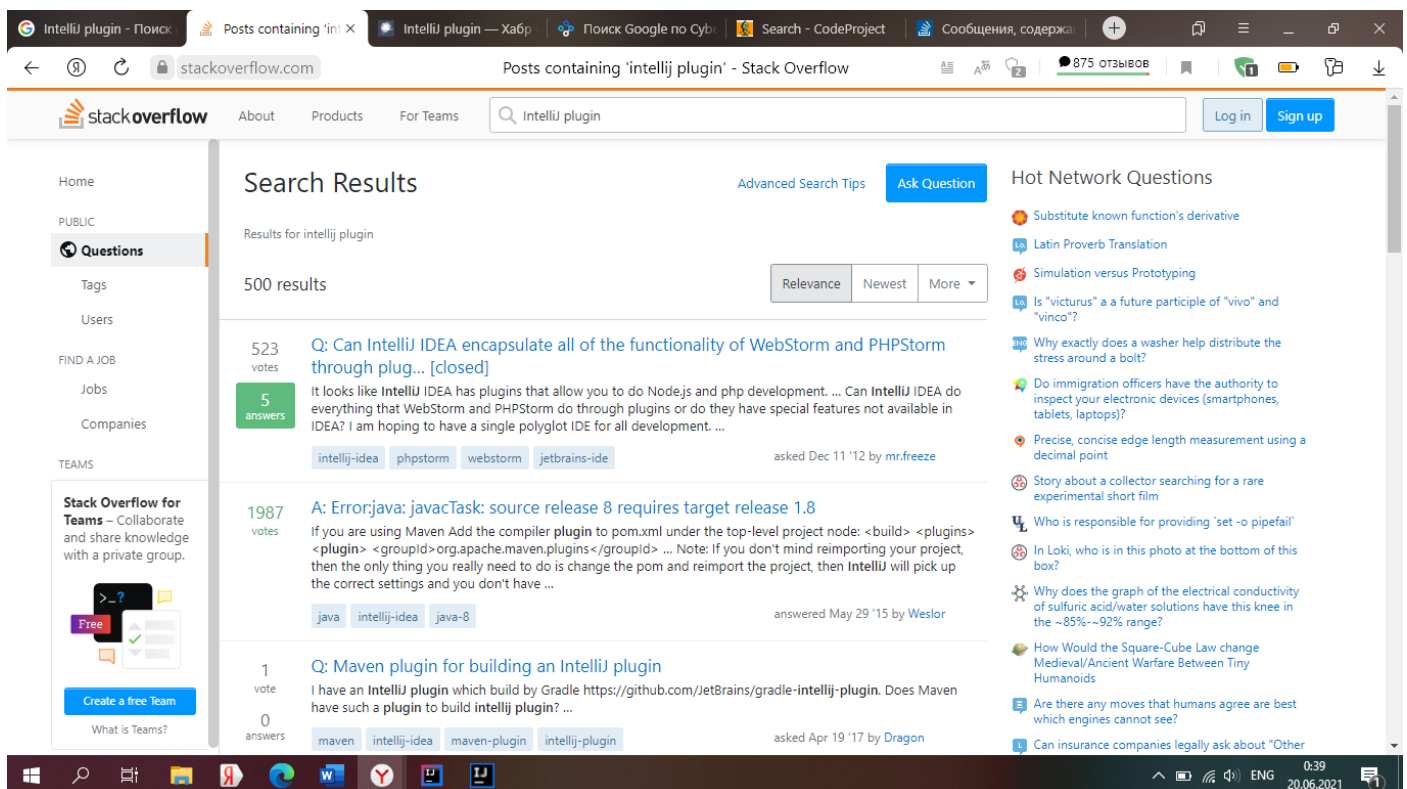 IntelliJ plugin - Поиск
Posts containing 'int
IntelliJ plugin — Хабр
Поиск Google по Cybe
Search - CodeProject
Сообщения, содержа
stackoverflow.com
Posts containing 'intellij plugin' - Stack Overflow
2
875 отзывов
1
stack overflow
About
Products
For Teams
IntelliJ plugin
Log in
Sign up
Home
PUBLIC
Questions
Tags
Users
FIND A JOB
Jobs
Companies
TEAMS
Stack Overflow for
Teams – Collaborate
and share knowledge
with a private group.
>_?
Free
Create a free Team
What is Teams?
Search Results
Advanced Search Tips
Ask Question
Results for intellij plugin
500 results
Relevance
Newest
More
523
votes
5
answers
Q: Can IntelliJ IDEA encapsulate all of the functionality of WebStorm and PHPStorm
through plug... [closed]
It looks like IntelliJ IDEA has plugins that allow you to do Node.js and php development. ... Can IntelliJ IDEA do
everything that WebStorm and PHPStorm do through plugins or do they have special features not available in
IDEA? I am hoping to have a single polyglot IDE for all development. ...
intellij-idea phpstorm webstorm jetbrains-ide
asked Dec 11 '12 by mr.freeze
1987
votes
A: Error:java: javacTask: source release 8 requires target release 1.8
If you are using Maven Add the compiler plugin to pom.xml under the top-level project node: <build> <plugins>
<plugin> <groupId>org.apache.maven.plugins</groupId> ... Note: If you don't mind reimporting your project,
then the only thing you really need to do is change the pom and reimport the project, then IntelliJ will pick up
the correct settings and you don't have ...
java intellij-idea java-8
answered May 29 '15 by Weslor
1
vote
0
answers
Q: Maven plugin for building an IntelliJ plugin
I have an IntelliJ plugin which build by Gradle https://github.com/JetBrains/gradle-intellij-plugin. Does Maven
have such a plugin to build intellij plugin? ...
maven intellij-idea maven-plugin intellij-plugin
asked Apr 19 '17 by Dragon
Hot Network Questions
Substitute known function's derivative
Latin Proverb Translation
Simulation versus Prototyping
Is "victurus" a a future participle of "vivo" and
"vinco"?
Why exactly does a washer help distribute the
stress around a bolt?
Do immigration officers have the authority to
inspect your electronic devices (smartphones,
tablets, laptops)?
Precise, concise edge length measurement using a
decimal point
Story about a collector searching for a rare
experimental short film
Who is responsible for providing `set -o pipefail`
In Loki, who is in this photo at the bottom of this
box?
Why does the graph of the electrical conductivity
of sulfuric acid/water solutions have this knee in
the ~85%-~92% range?
How Would the Square-Cube Law change
Medieval/Ancient Warfare Between Tiny
Humanoids
Are there any moves that humans agree are best
which engines cannot see?
Can insurance companies legally ask about "Other
ENG
0:39
20.06.2021
1